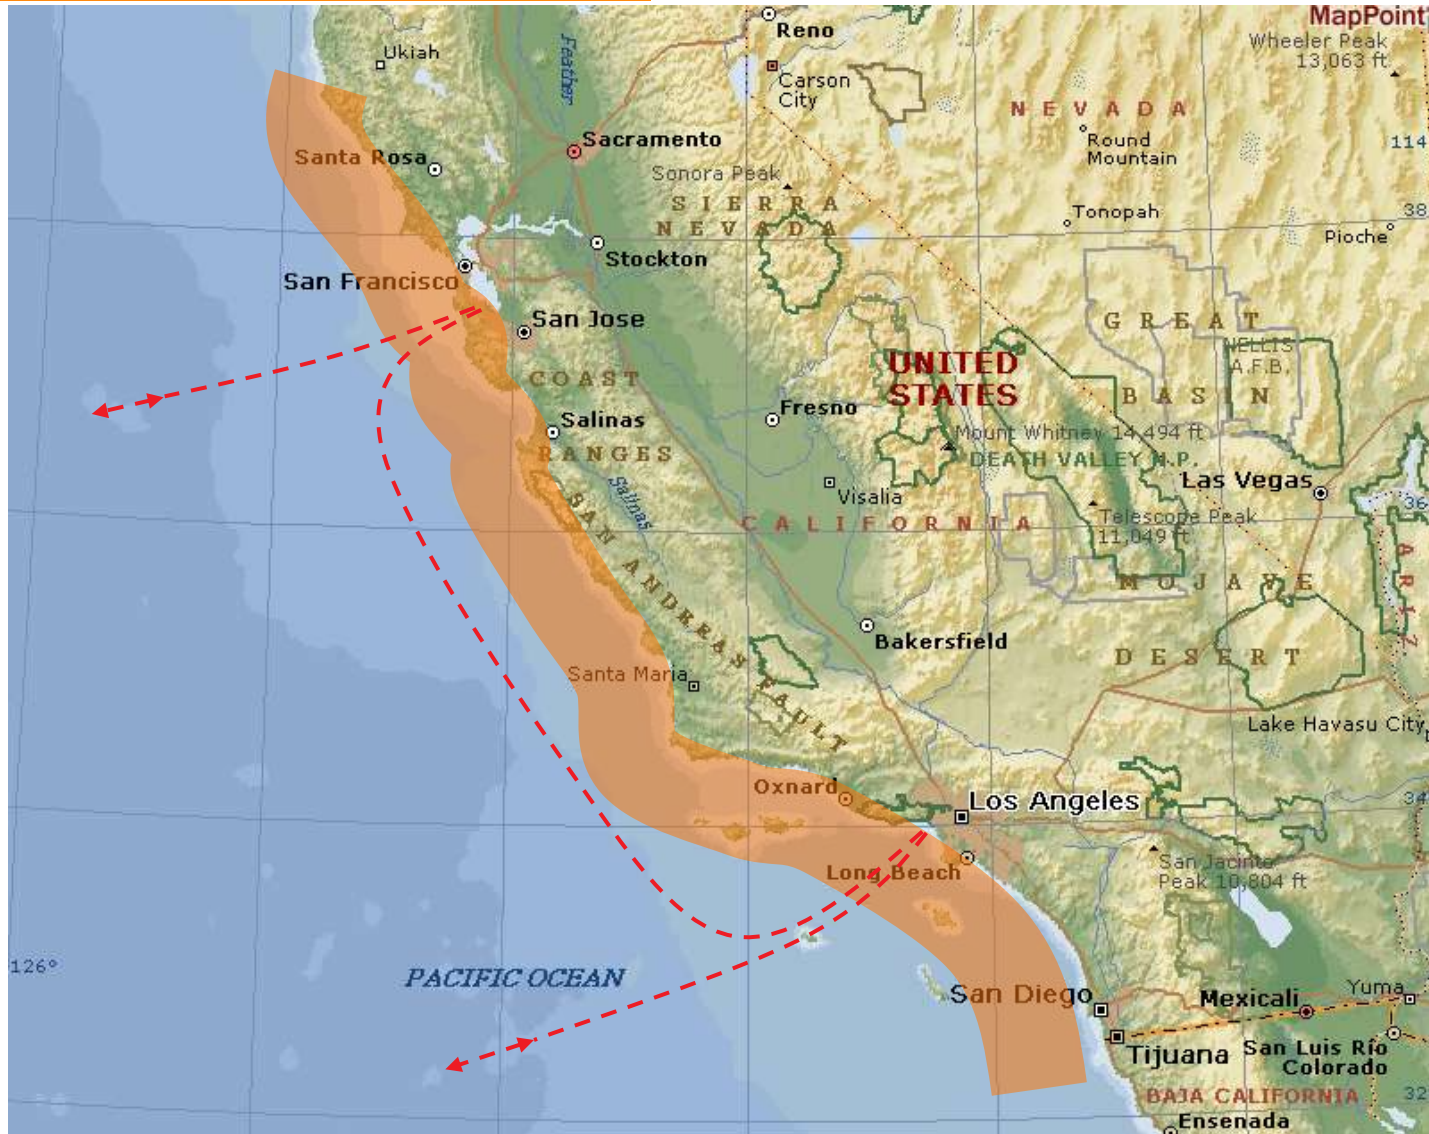 MapPoint
Reno
Ukiah
Feather
Wheeler Peak
13,063 ft
Carson
City
NEVADA
Sacramento
Round
Mountain
114
Santa Rosa
Sonora Peak
SIERRA
NEVADA
Tonopah
38
Pioche
Stockton
San Francisco
San Jose
GREAT
NELLIS
A.F.B.
UNITED
STATES
COAST
BASIN
Fresno
Salinas
Mount Whitney 14,494 ft
RANGES
DEATH VALLEY N.P.
Las Vegas
Salinas
Visalia
36
CALIFORNIA
Telescope Peak
11,049 ft
SAN ANDREAS FAULT
MOJAVE
ARIZ
Bakersfield
DESERT
Santa Maria
Lake Havasu City
Oxnard
Los Angeles
34
San Jacinto
Peak 10,804 ft
Long Beach
126°
PACIFIC OCEAN
San Diego
Mexicali
Yuma
Tijuana
San Luis Río
Colorado
BAJA CALIFORNIA
32
Ensenada